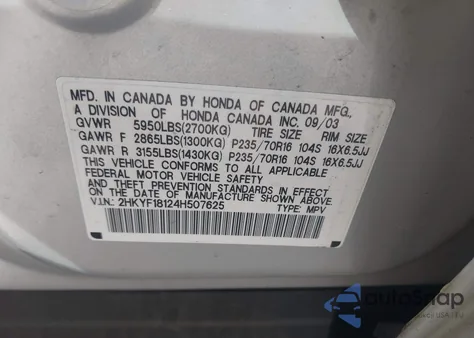 MFD. IN CANADA BY HONDA OF CANADA MFG.,
A DIVISION OF HONDA CANADA INC. 09/03
GVWR 5950LBS(2700KG) TIRE SIZE RIM SIZE
GAWR F 2865LBS(1300KG) P235/70R16 104S 16X6.5JJ
GAWR R 3155LBS(1430KG) P235/70R16 104S 16X6.5JJ
THIS VEHICLE CONFORMS TO ALL APPLICABLE
FEDERAL MOTOR VEHICLE SAFETY
STANDARDS IN EFFECT ON THE
DATE OF MANUFACTURE SHOWN ABOVE.
V.I.N.: 2HKYF18124H507625 TYPE: MPV
autoSnap